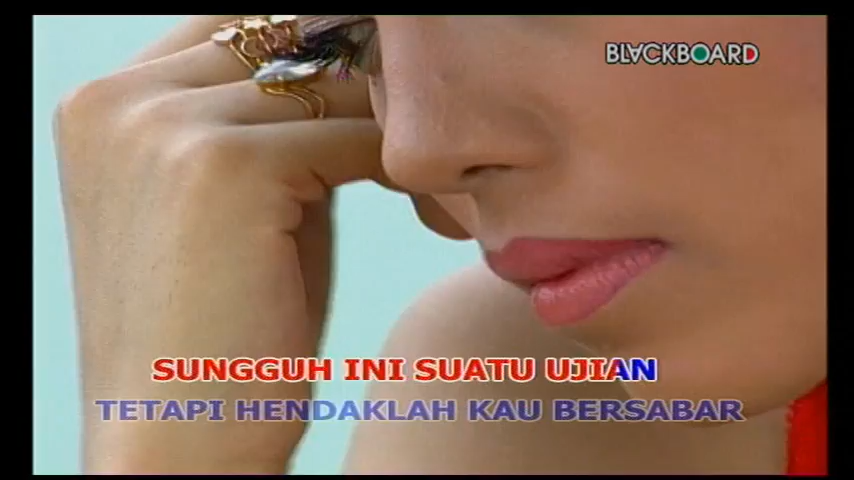 BLACKBOARD
SUNGGUH INI SUATU UJIAN
TETAPI HENDAKLAH KAU BERSABAR